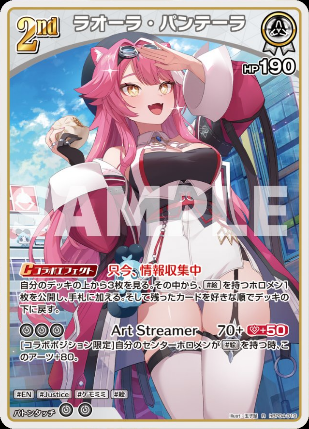 2nd ラオーラ・パンテーラ
HP190
SAMPLE
コラボエフェクト 只今、情報収集中
自分のデッキの上から3枚を見る。その中から、#絵を持つホロメン1
枚を公開し、手札に加える。そして残ったカードを好きな順でデッキの
下に戻す。
Art Streamer 70+ +50
[コラボポジション限定]自分のセンターホロメンが#絵を持つ時、こ
のアーツ+80。
#EN #Justice #ケモミミ #絵
バトンタッチ